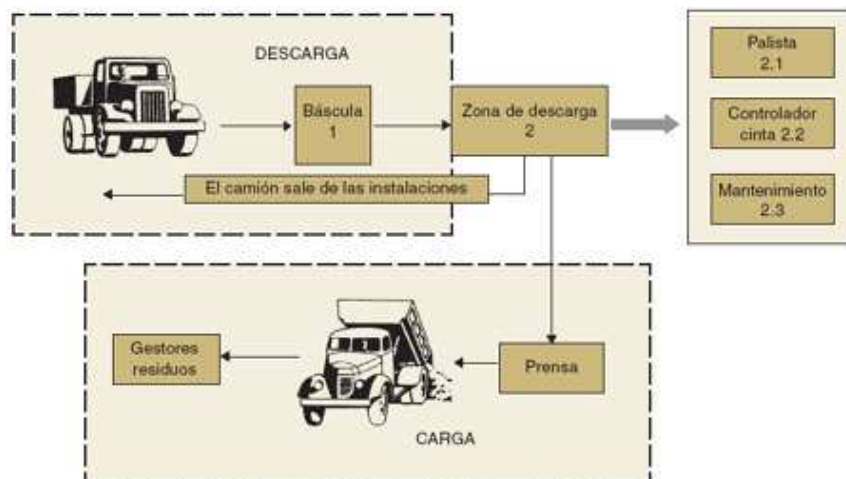 DESCARGA
Báscula
1
Zona de descarga
2
Palista
2.1
Controlador
cinta 2.2
Mantenimiento
2.3
El camión sale de las instalaciones
Gestores
residuos
Prensa
CARGA